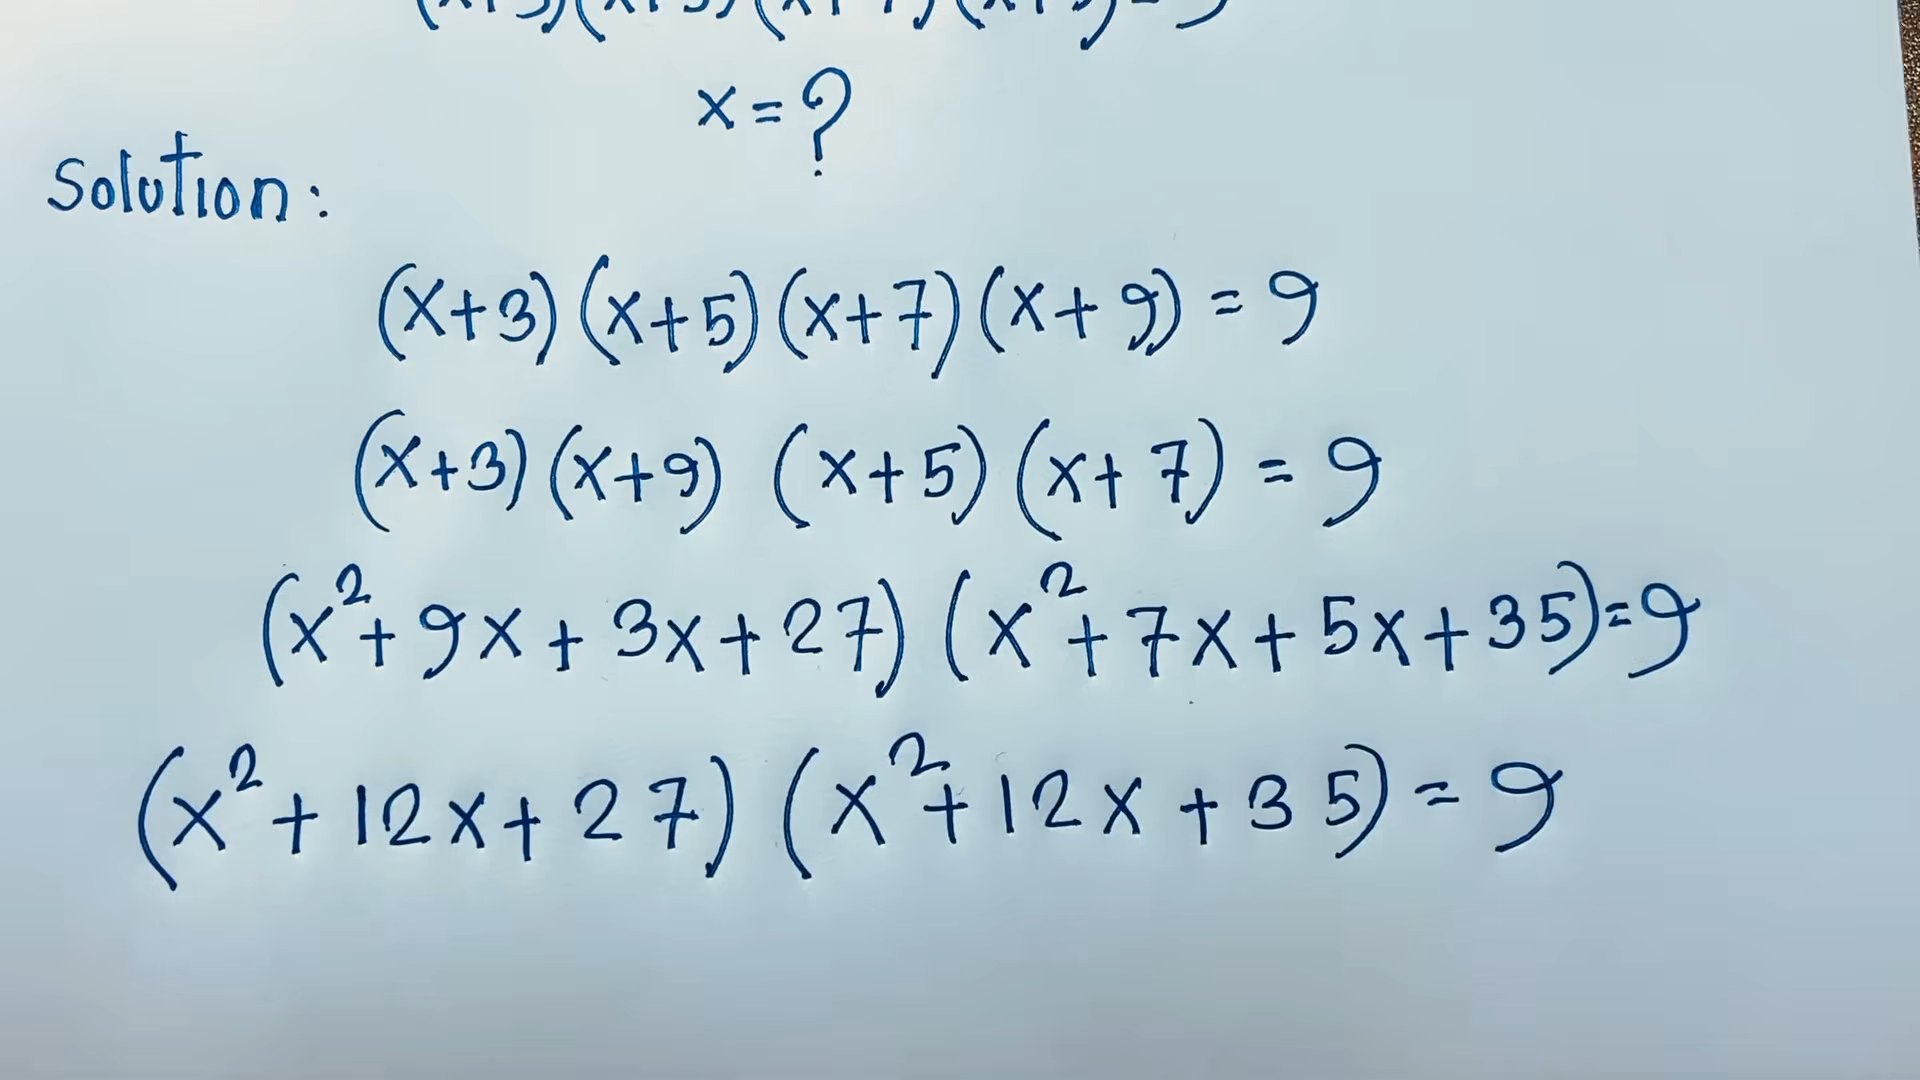 x = ?
Solution:
(x+3)(x+5)(x+7)(x+9) = 9
(x+3)(x+9) (x+5)(x+7) = 9
(x²+9x+3x+27)(x²+7x+5x+35)=9
(x²+12x+27)(x²+12x+35) = 9